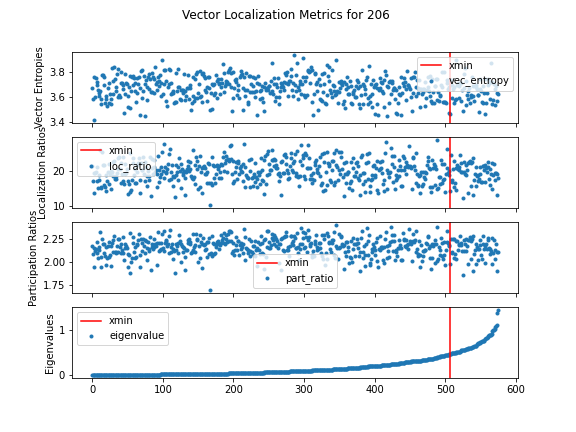 Vector Localization Metrics for 206
Vector Entropies
3.8
3.6
3.4
xmin
vec_entropy
Localization Ratios
20
10
xmin
loc_ratio
Participation Ratios
2.25
2.00
1.75
xmin
part_ratio
Eigenvalues
1
0
xmin
eigenvalue
0
100
200
300
400
500
600